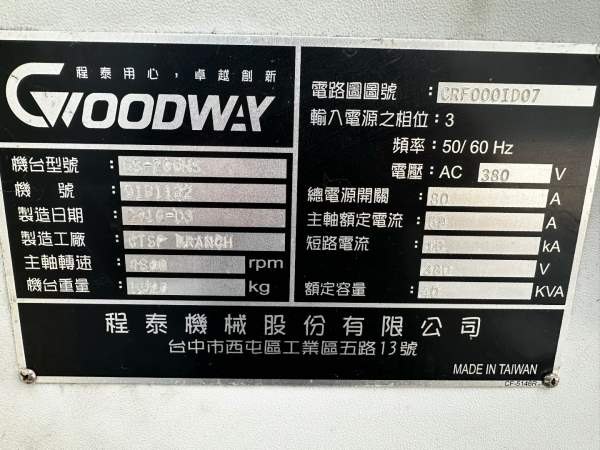 程泰用心，卓越創新
GOODWAY
機台型號：
機 號：
製造日期：
製造工廠：CTSP BRANCH
主軸轉速：rpm
機台重量：kg
電路圖圖號：CRF000ID07
輸入電源之相位：3
頻率：50/60 Hz
電壓：AC 380 V
總電源開關：80 A
主軸額定電流：A
短路電流：kA
380 V
額定容量：KVA
程泰機械股份有限公司
台中市西屯區工業區五路13號
MADE IN TAIWAN